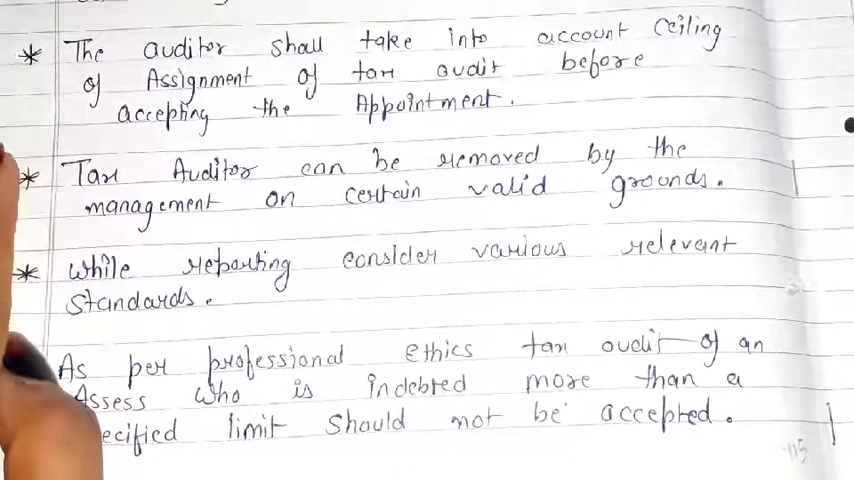 * The auditor shall take into account ceiling
of Assignment of tax audit before
accepting the Appointment.
* Tax Auditor can be removed by the
management on certain valid grounds.
* while reporting consider various relevant
standards.
As per professional ethics tax audit of an
Assess who is indebted more than a
ecified limit should not be accepted.
115